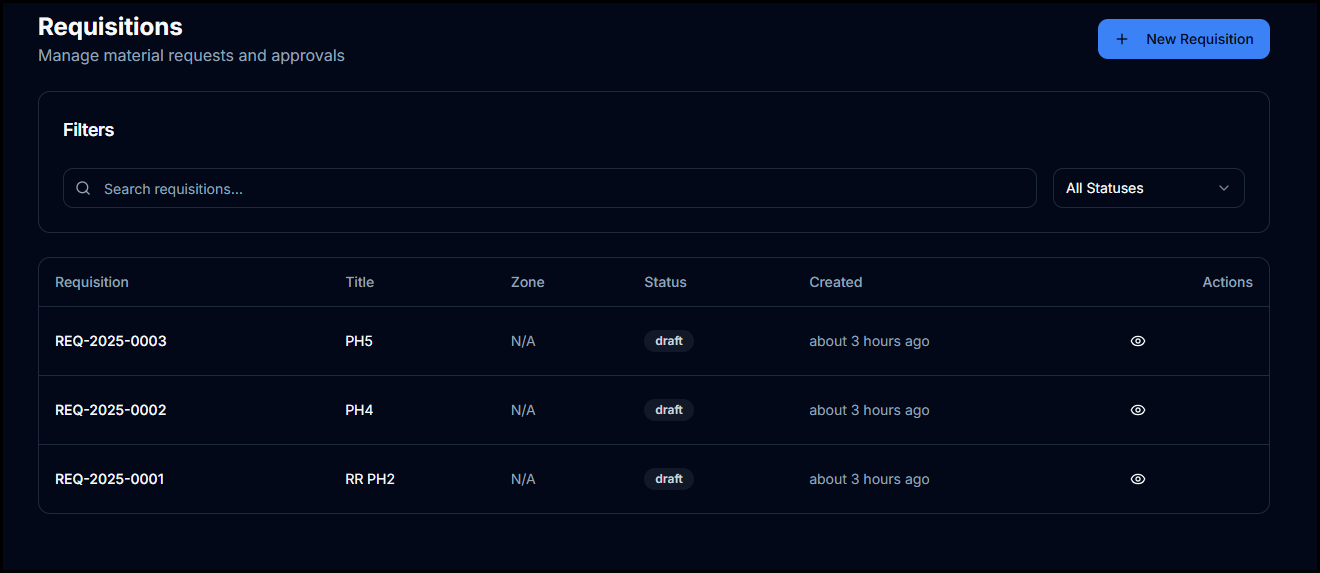 Requisitions
Manage material requests and approvals
New Requisition
Filters
Search requisitions...
All Statuses
Requisition Title Zone Status Created Actions
REQ-2025-0003 PH5 N/A draft about 3 hours ago
REQ-2025-0002 PH4 N/A draft about 3 hours ago
REQ-2025-0001 RR PH2 N/A draft about 3 hours ago